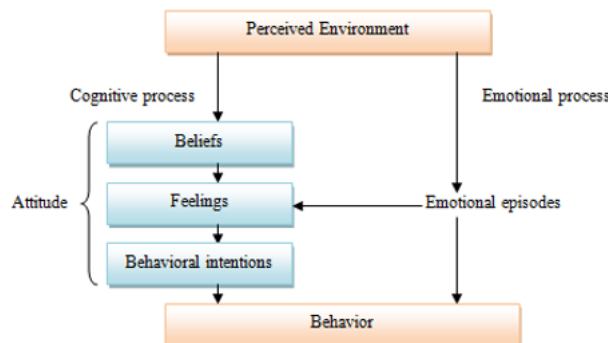 Perceived Environment
Cognitive process
Emotional process
Beliefs
Attitude
Feelings
Emotional episodes
Behavioral intentions
Behavior